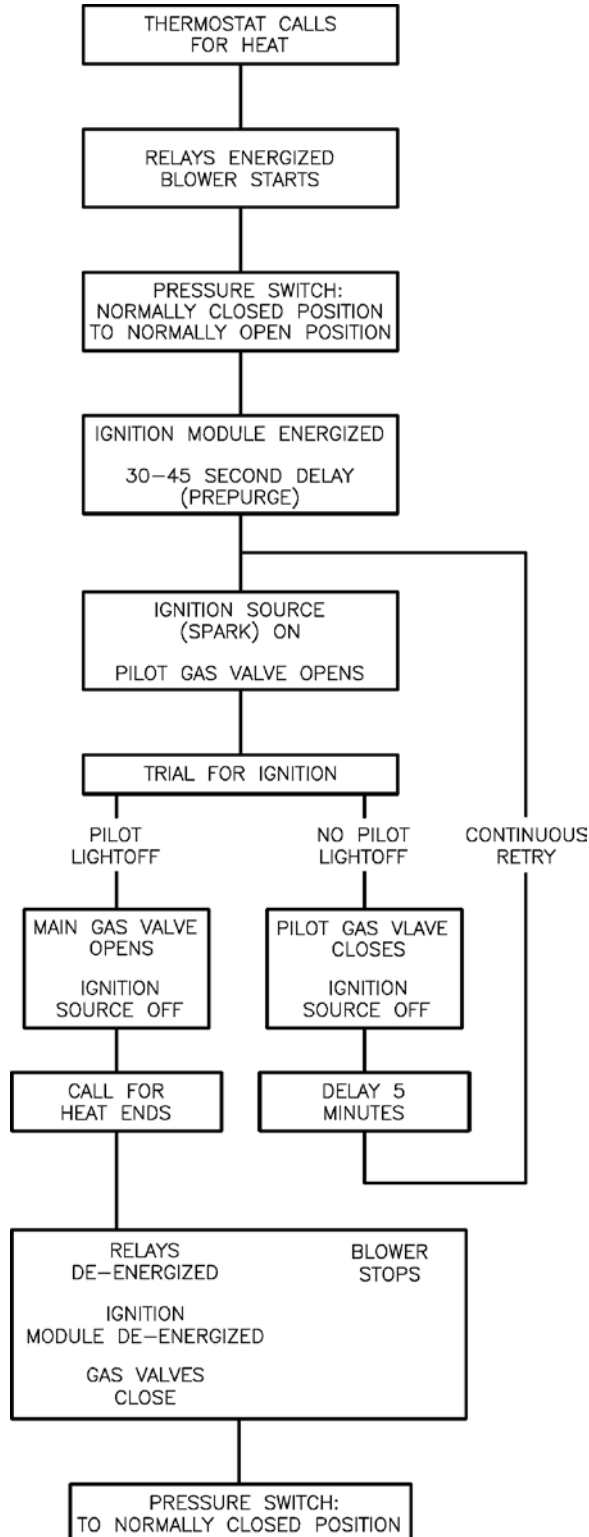 THERMOSTAT CALLS
FOR HEAT
RELAYS ENERGIZED
BLOWER STARTS
PRESSURE SWITCH:
NORMALLY CLOSED POSITION
TO NORMALLY OPEN POSITION
IGNITION MODULE ENERGIZED
30-45 SECOND DELAY
(PREPURGE)
IGNITION SOURCE
(SPARK) ON
PILOT GAS VALVE OPENS
TRIAL FOR IGNITION
PILOT
LIGHTOFF
NO PILOT
LIGHTOFF
CONTINUOUS
RETRY
MAIN GAS VALVE
OPENS
IGNITION
SOURCE OFF
PILOT GAS VLAVE
CLOSES
IGNITION
SOURCE OFF
CALL FOR
HEAT ENDS
DELAY 5
MINUTES
RELAYS
DE-ENERGIZED
BLOWER
STOPS
IGNITION
MODULE DE-ENERGIZED
GAS VALVES
CLOSE
PRESSURE SWITCH:
TO NORMALLY CLOSED POSITION